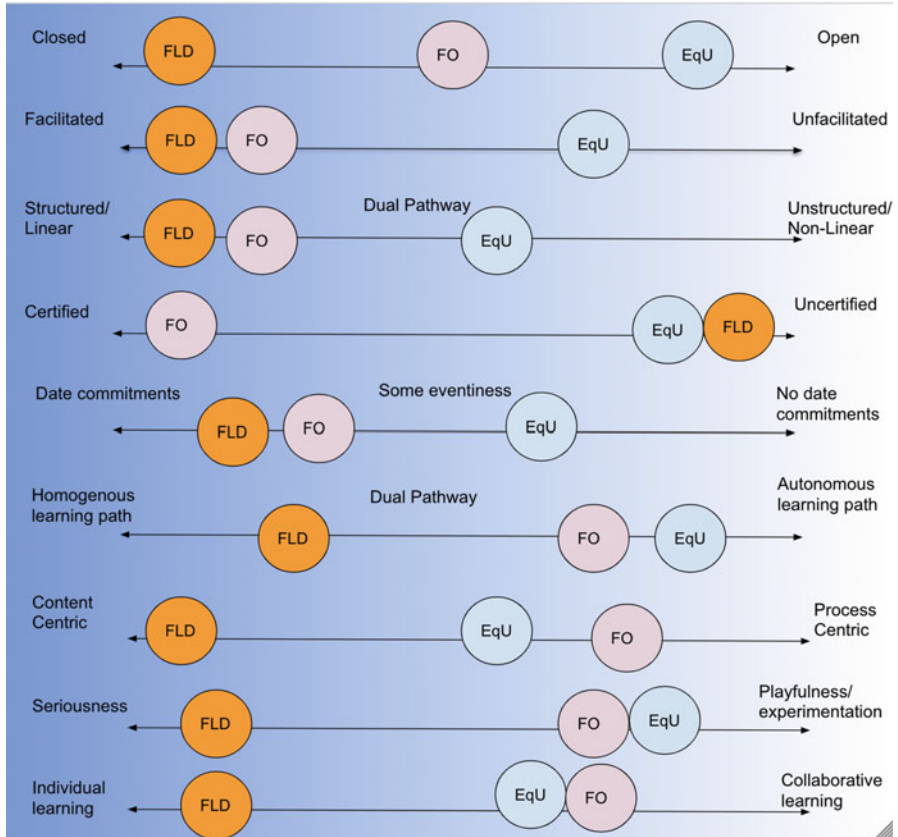 Closed
FLD
FO
EqU
Open
Facilitated
FLD
FO
EqU
Unfacilitated
Structured/
Linear
FLD
FO
Dual Pathway
EqU
Unstructured/
Non-Linear
Certified
FO
EqU
FLD
Uncertified
Date commitments
FLD
FO
Some eventiness
EqU
No date
commitments
Homogenous
learning path
FLD
Dual Pathway
FO
EqU
Autonomous
learning path
Content
Centric
FLD
EqU
FO
Process
Centric
Seriousness
FLD
FO
EqU
Playfulness/
experimentation
Individual
learning
FLD
EqU
FO
Collaborative
learning